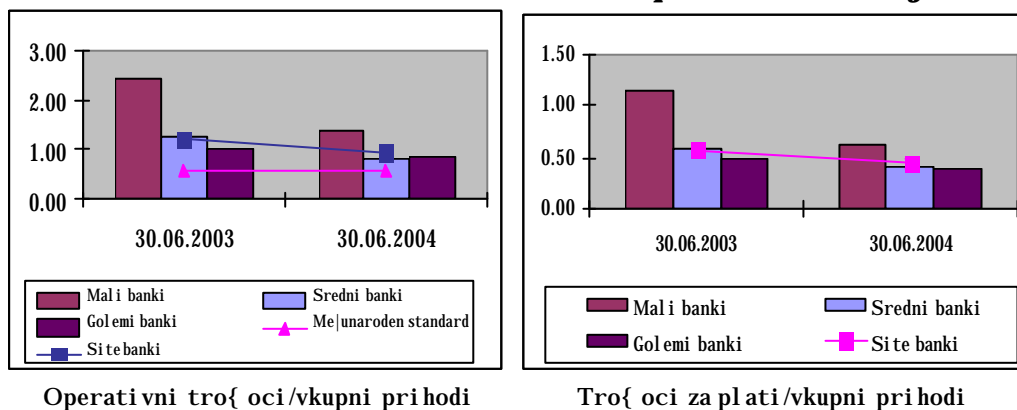 3.00
2.00
1.00
0.00
30.06.2003 30.06.2004
Mali banki Sredni banki
Golemi banki Me|unaroden standard
Site banki
Operativni tro{oci/vkupni prihodi
1.50
1.00
0.50
0.00
30.06.2003 30.06.2004
Mali banki Sredni banki
Golemi banki Site banki
Tro{oci za plati/vkupni prihodi